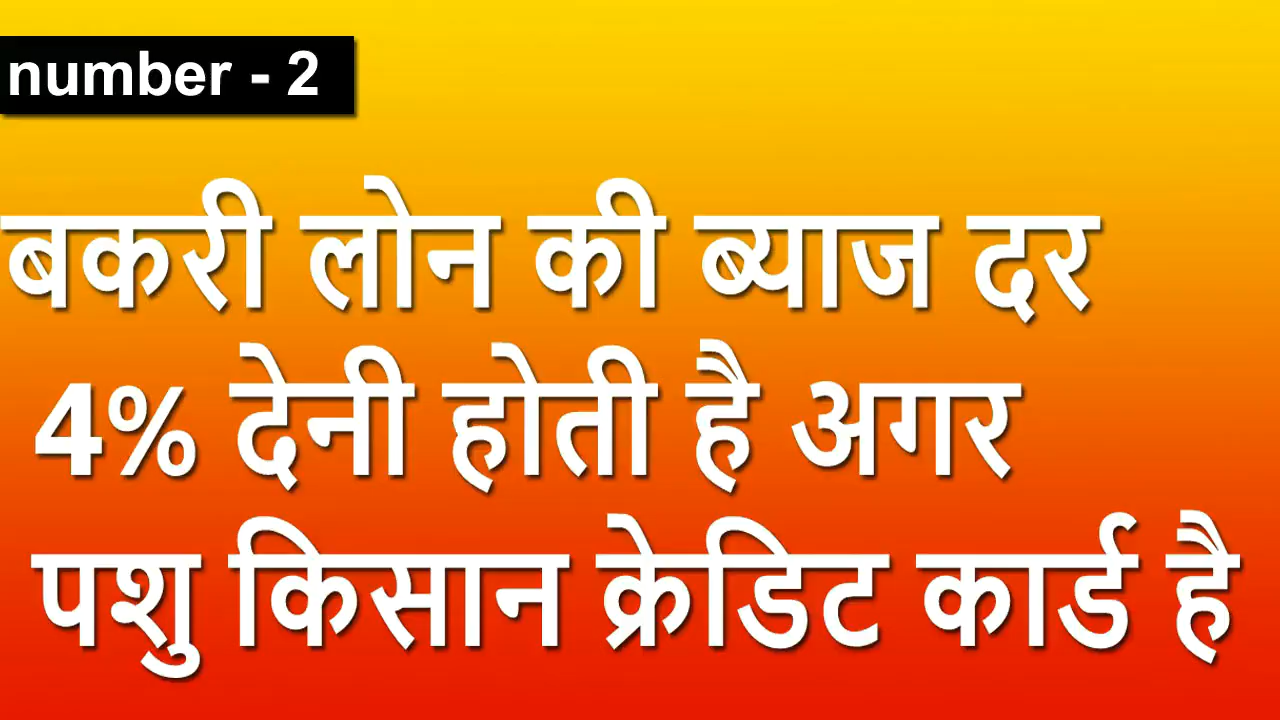 number - 2
बकरी लोन की ब्याज दर
4% देनी होती है अगर
पशु किसान क्रेडिट कार्ड है